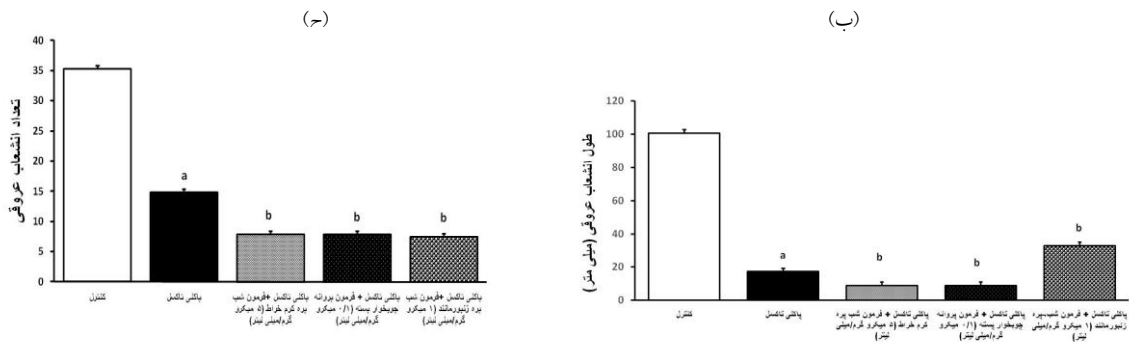 (ب)
(ج)
طول انشعاب عروقی (میلی متر)
120
100
80
60
40
20
0
a
b
b
b
کنترل
پاکلی تاکسل
پاکلی تاکسل + فرمون شب پره
کرم خراط (۵ میکرو گرم/میلی
لیتر)
پاکلی تاکسل + فرمون پروانه
چوبخوار پسته (۰/۱ میکرو
گرم/میلی لیتر)
پاکلی تاکسل + فرمون شب‌پره
زنبورمانند (۱ میکرو گرم/میلی
لیتر)
تعداد انشعاب عروقی
40
35
30
25
20
15
10
5
0
a
b
b
b
کنترل
پاکلی تاکسل
پاکلی تاکسل +فرمون شب
پره کرم خراط (۵ میکرو
گرم/میلی لیتر)
پاکلی تاکسل + فرمون پروانه
چوبخوار پسته (۰/۱ میکرو
گرم/میلی لیتر)
پاکلی تاکسل +فرمون شب
پره زنبورمانند (۱ میکرو
گرم/میلی لیتر)